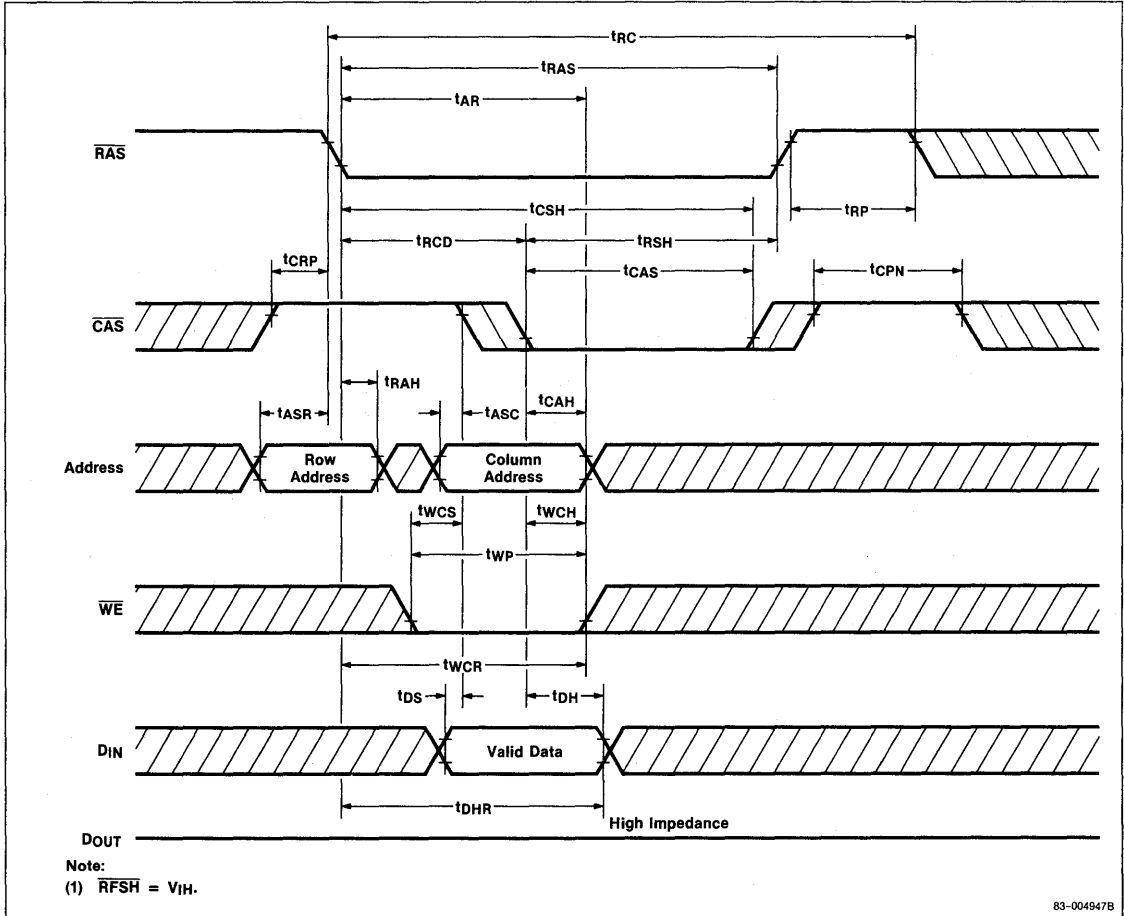 tRC
tRAS
tAR
RAS
tCSH
tRP
tRCD
tRSH
tCRP
tCAS
tCPN
CAS
tRAH
tASR
tASC
tCAH
Address
Row
Address
Column
Address
tWCS
tWCH
tWP
WE
tWCR
tDS
tDH
DIN
Valid Data
tDHR
High Impedance
DOUT
Note:
(1) RFSH = VIH.
83-004947B